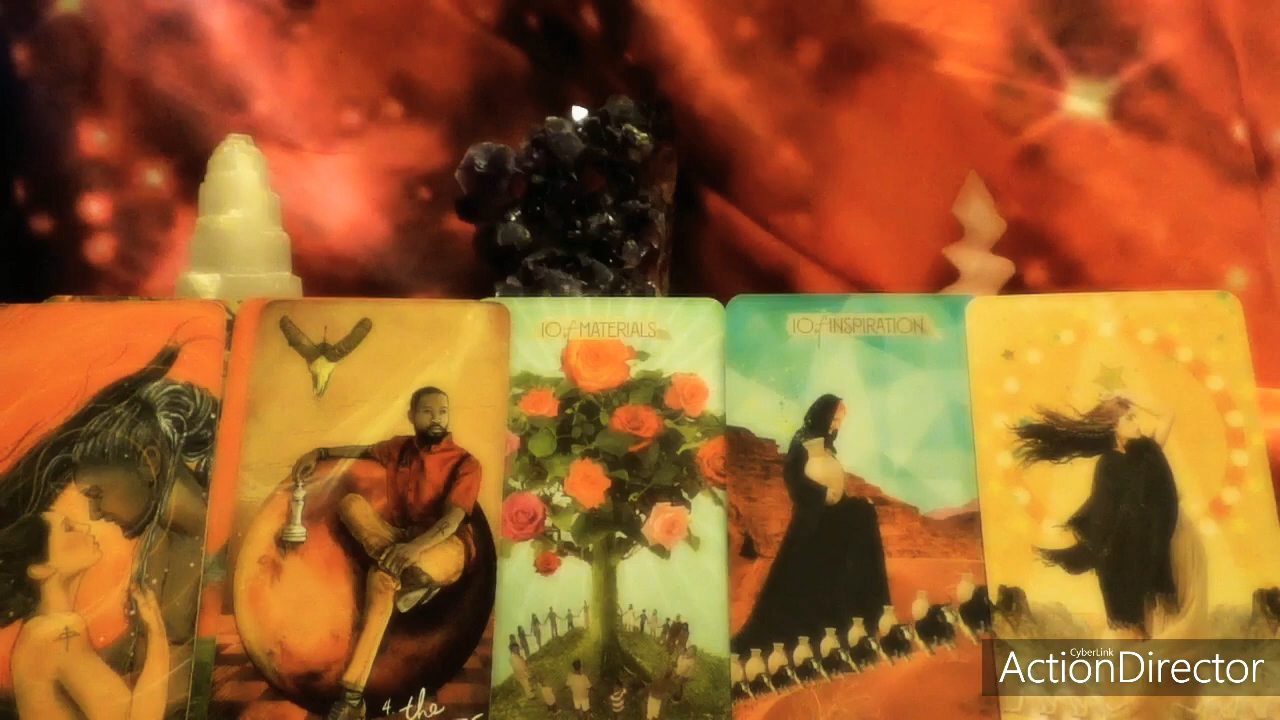 10 of MATERIALS
10 of INSPIRATION
4. the
CyberLink
ActionDirector